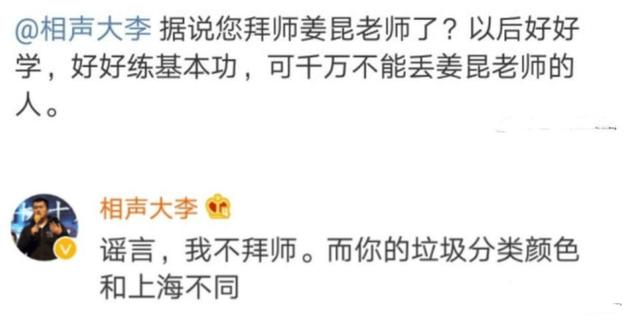 @相声大李 据说您拜师姜昆老师了？以后好好
学，好好练基本功，可千万不能丢姜昆老师的
人。
相声大李
谣言，我不拜师。而你的垃圾分类颜色
和上海不同